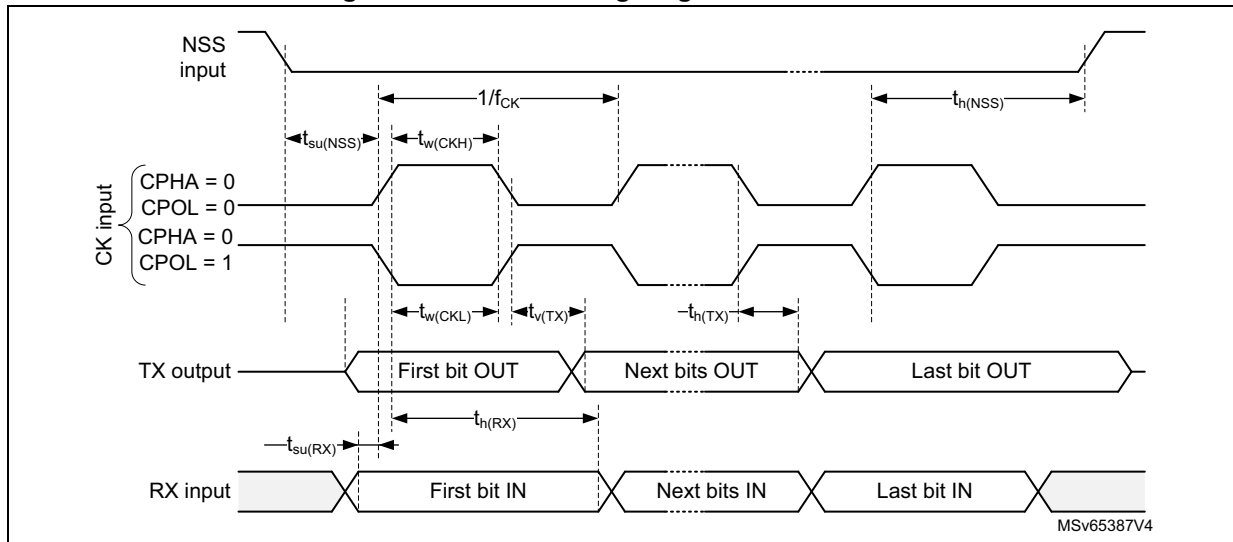 NSS
input
1/fCK
th(NSS)
tsu(NSS)
tw(CKH)
CK input
CPHA = 0
CPOL = 0
CPHA = 0
CPOL = 1
tw(CKL)
tv(TX)
th(TX)
TX output
First bit OUT
Next bits OUT
Last bit OUT
th(RX)
tsu(RX)
RX input
First bit IN
Next bits IN
Last bit IN
MSv65387V4